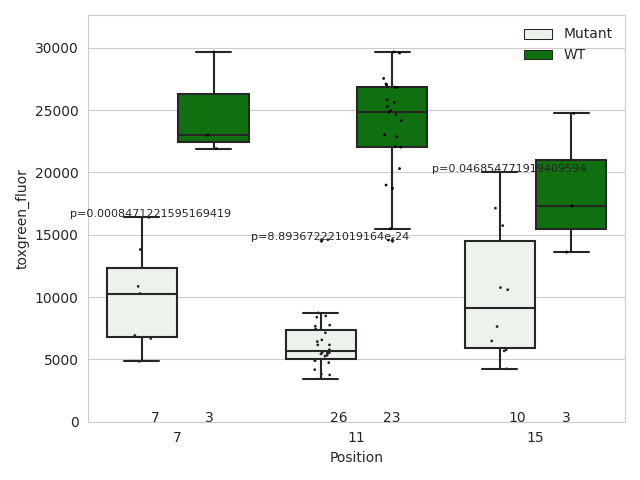 Mutant
WT
toxgreen_fluor
30000
25000
20000
15000
10000
5000
0
p=0.0008471221595169419
p=8.893672221019164e-24
p=0.046854771919409594
7 3 26 23 10 3
7 11 15
Position